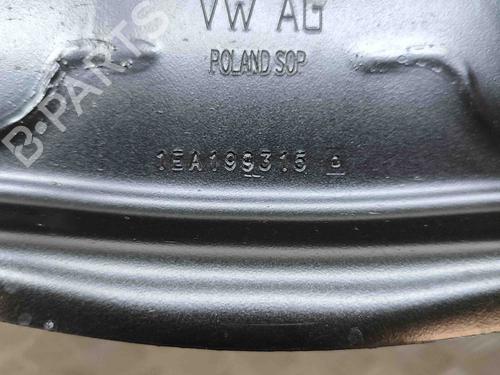 VW AG
POLAND SOP
1EA199315
B-PARTS